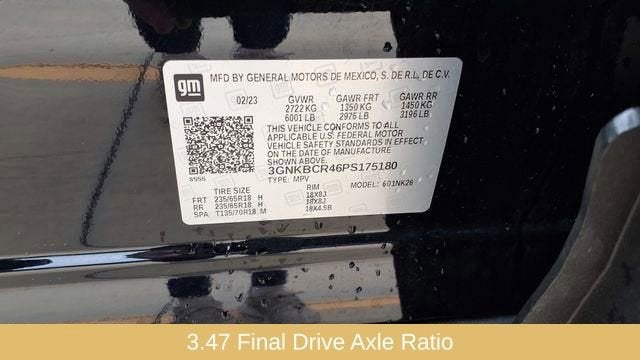 gm
MFD BY GENERAL MOTORS DE MEXICO, S. DE R.L. DE C.V.
02/23 GVWR GAWR FRT GAWR RR
2722 KG 1350 KG 1450 KG
6001 LB 2976 LB 3196 LB
THIS VEHICLE CONFORMS TO ALL
APPLICABLE U.S. FEDERAL MOTOR
VEHICLE SAFETY STANDARDS IN EFFECT
ON THE DATE OF MANUFACTURE
3GNKBCR46PS175180
8555 TYPE: MPV MODEL: 601NK26
TIRE SIZE RIM
FRT 235/65R18 H 18X8J
RR 235/65R18 H 18X8J
SPA T135/70R18 M 18X4.5B
3.47 Final Drive Axle Ratio